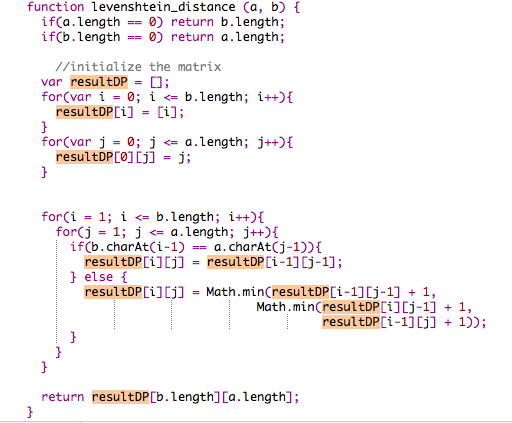 function levenshtein_distance (a, b) {
  if(a.length == 0) return b.length;
  if(b.length == 0) return a.length;

    //initialize the matrix
  var resultDP = [];
  for(var i = 0; i <= b.length; i++){
    resultDP[i] = [i];
  }
  for(var j = 0; j <= a.length; j++){
    resultDP[0][j] = j;
  }

  for(i = 1; i <= b.length; i++){
    for(j = 1; j <= a.length; j++){
      if(b.charAt(i-1) == a.charAt(j-1)){
        resultDP[i][j] = resultDP[i-1][j-1];
      } else {
        resultDP[i][j] = Math.min(resultDP[i-1][j-1] + 1,
                                Math.min(resultDP[i][j-1] + 1,
                                         resultDP[i-1][j] + 1));
      }
    }
  }

  return resultDP[b.length][a.length];
}